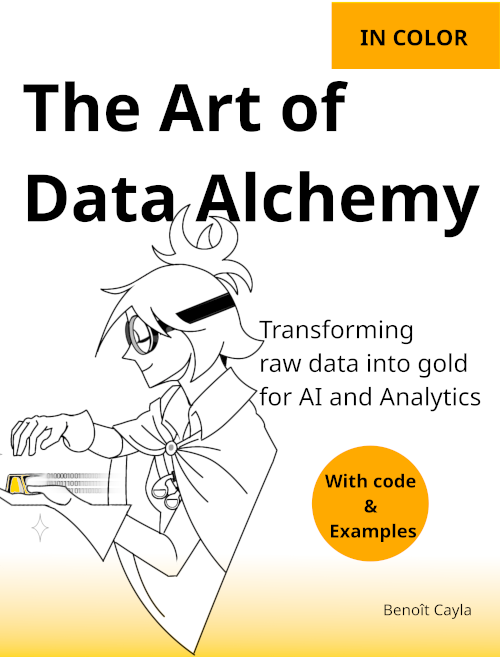 IN COLOR
The Art of
Data Alchemy
Transforming
raw data into gold
for AI and Analytics
With code
&
Examples
Benoît Cayla